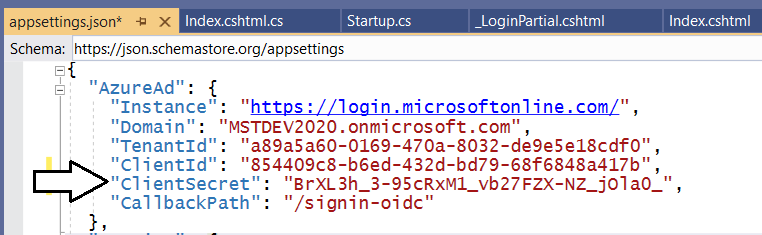 appsettings.json* Index.cshtml.cs Startup.cs _LoginPartial.cshtml Index.cshtml
Schema: https://json.schemastore.org/appsettings
{
"AzureAd": {
"Instance": "https://login.microsoftonline.com/",
"Domain": "MSTDEV2020.onmicrosoft.com",
"TenantId": "a89a5a60-0169-470a-8032-de9e5e18cdf0",
"ClientId": "854409c8-b6ed-432d-bd79-68f6848a417b",
"ClientSecret": "BrXL3h_3-95cRxM1_vb27FZX-NZ_jOla0_",
"CallbackPath": "/signin-oidc"
},